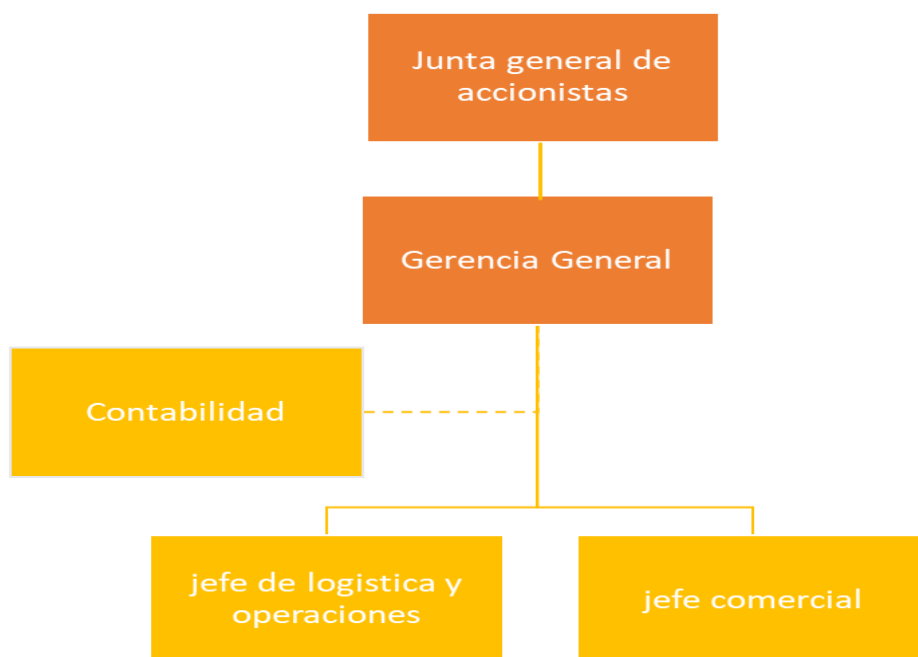 Junta general de
accionistas
Gerencia General
Contabilidad
jefe de logistica y
operaciones
jefe comercial